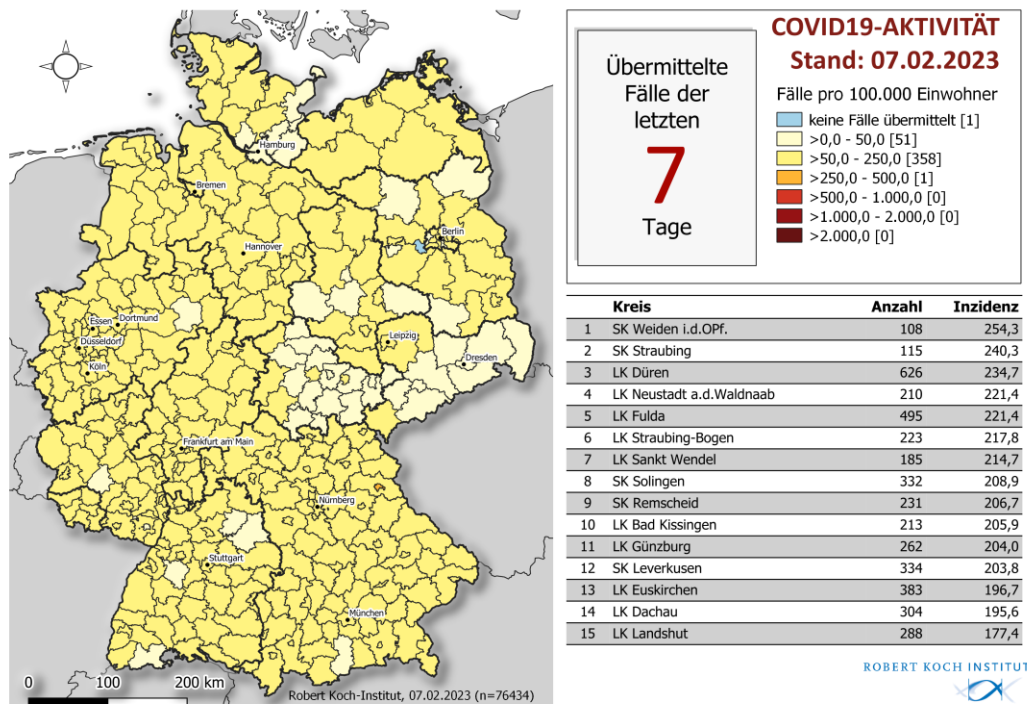 Hamburg
Bremen
Berlin
Hannover
Essen
Dortmund
Düsseldorf
Leipzig
Köln
Dresden
Frankfurt am Main
Nürnberg
Stuttgart
München
0 100 200 km
Robert Koch-Institut, 07.02.2023 (n=76434)
Übermittelte
Fälle der
letzten
7
Tage
COVID19-AKTIVITÄT
Stand: 07.02.2023
Fälle pro 100.000 Einwohner
keine Fälle übermittelt [1]
>0,0 - 50,0 [51]
>50,0 - 250,0 [358]
>250,0 - 500,0 [1]
>500,0 - 1.000,0 [0]
>1.000,0 - 2.000,0 [0]
>2.000,0 [0]
Kreis Anzahl Inzidenz
1 SK Weiden i.d.OPf. 108 254,3
2 SK Straubing 115 240,3
3 LK Düren 626 234,7
4 LK Neustadt a.d.Waldnaab 210 221,4
5 LK Fulda 495 221,4
6 LK Straubing-Bogen 223 217,8
7 LK Sankt Wendel 185 214,7
8 SK Solingen 332 208,9
9 SK Remscheid 231 206,7
10 LK Bad Kissingen 213 205,9
11 LK Günzburg 262 204,0
12 SK Leverkusen 334 203,8
13 LK Euskirchen 383 196,7
14 LK Dachau 304 195,6
15 LK Landshut 288 177,4
ROBERT KOCH INSTITUT